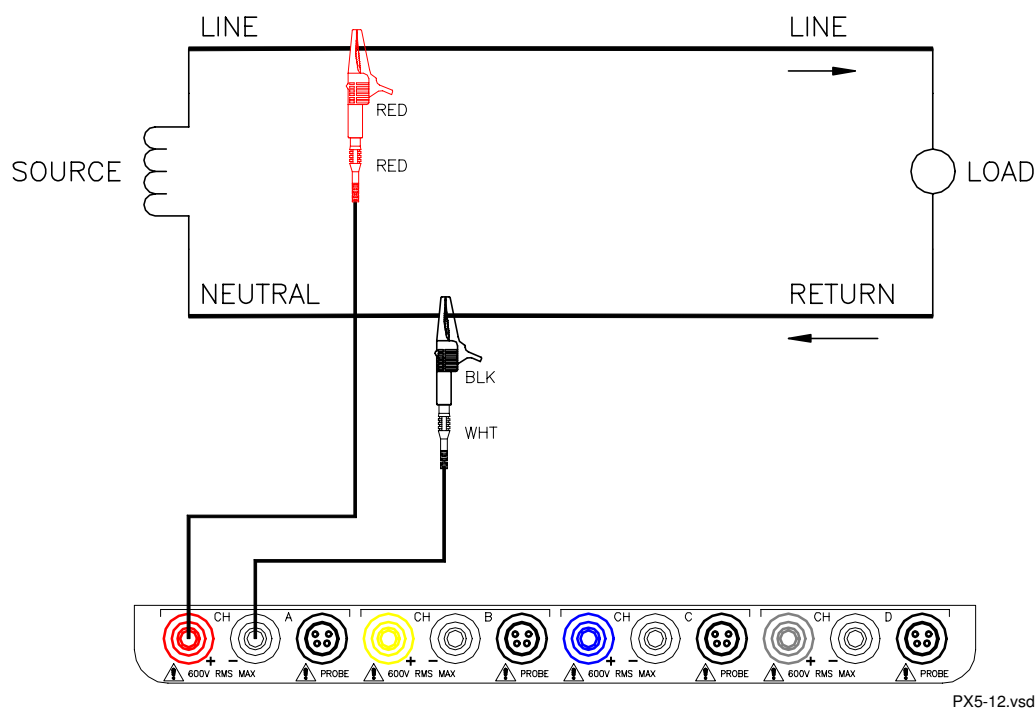 LINE
LINE
RED
RED
SOURCE
LOAD
NEUTRAL
RETURN
BLK
WHT
CH A CH B CH C CH D
+ − + − + − + −
600V RMS MAX PROBE 600V RMS MAX PROBE 600V RMS MAX PROBE 600V RMS MAX PROBE
PX5-12.vsd